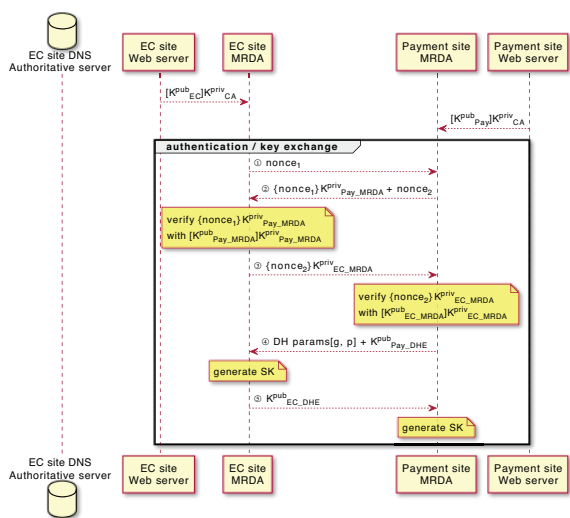 EC site DNS
Authoritative server
EC site
Web server
EC site
MRDA
Payment site
MRDA
Payment site
Web server
[K^pub_EC]K^priv_CA
[K^pub_Pay]K^priv_CA
authentication / key exchange
① nonce₁
② {nonce₁}K^priv_Pay_MRDA + nonce₂
verify {nonce₁}K^priv_Pay_MRDA
with [K^pub_Pay_MRDA]K^priv_Pay_MRDA
③ {nonce₂}K^priv_EC_MRDA
verify {nonce₂}K^priv_EC_MRDA
with [K^pub_EC_MRDA]K^priv_EC_MRDA
④ DH params[g, p] + K^pub_Pay_DHE
generate SK
⑤ K^pub_EC_DHE
generate SK
EC site DNS
Authoritative server
EC site
Web server
EC site
MRDA
Payment site
MRDA
Payment site
Web server